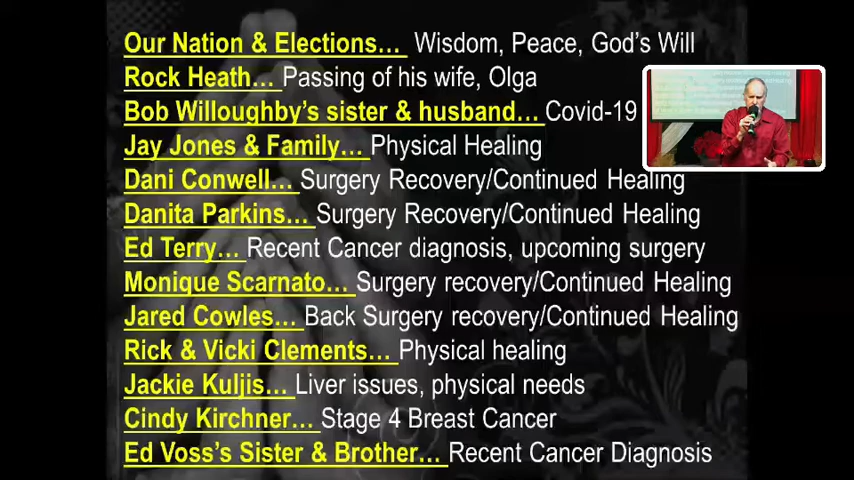 Our Nation & Elections… Wisdom, Peace, God's Will
Rock Heath… Passing of his wife, Olga
Bob Willoughby's sister & husband… Covid-19
Jay Jones & Family… Physical Healing
Dani Conwell… Surgery Recovery/Continued Healing
Danita Parkins… Surgery Recovery/Continued Healing
Ed Terry… Recent Cancer diagnosis, upcoming surgery
Monique Scarnato… Surgery recovery/Continued Healing
Jared Cowles… Back Surgery recovery/Continued Healing
Rick & Vicki Clements… Physical healing
Jackie Kuljis… Liver issues, physical needs
Cindy Kirchner… Stage 4 Breast Cancer
Ed Voss's Sister & Brother… Recent Cancer Diagnosis